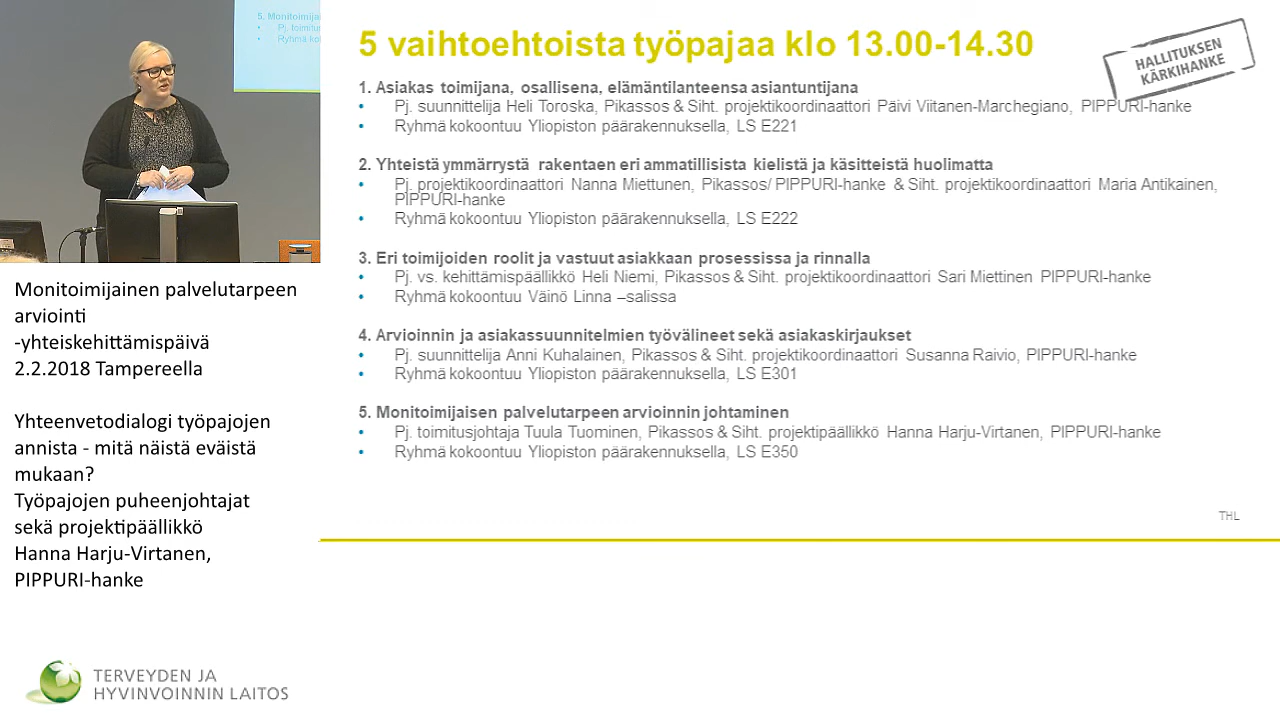 5. Monitoimija
• Pj. toimitus
• Ryhmä ko
Monitoimijainen palvelutarpeen
arviointi
-yhteiskehittämispäivä
2.2.2018 Tampereella
Yhteenvetodialogi työpajojen
annista - mitä näistä eväistä
mukaan?
Työpajojen puheenjohtajat
sekä projektipäällikkö
Hanna Harju-Virtanen,
PIPPURI-hanke
TERVEYDEN JA
HYVINVOINNIN LAITOS
5 vaihtoehtoista työpajaa klo 13.00-14.30
HALLITUKSEN
KÄRKIHANKE
1. Asiakas toimijana, osallisena, elämäntilanteensa asiantuntijana
• Pj. suunnittelija Heli Toroska, Pikassos & Siht. projektikoordinaattori Päivi Viitanen-Marchegiano, PIPPURI-hanke
• Ryhmä kokoontuu Yliopiston päärakennuksella, LS E221
2. Yhteistä ymmärrystä rakentaen eri ammatillisista kielistä ja käsitteistä huolimatta
• Pj. projektikoordinaattori Nanna Miettunen, Pikassos/ PIPPURI-hanke & Siht. projektikoordinaattori Maria Antikainen,
PIPPURI-hanke
• Ryhmä kokoontuu Yliopiston päärakennuksella, LS E222
3. Eri toimijoiden roolit ja vastuut asiakkaan prosessissa ja rinnalla
• Pj. vs. kehittämispäällikkö Heli Niemi, Pikassos & Siht. projektikoordinaattori Sari Miettinen PIPPURI-hanke
• Ryhmä kokoontuu Väinö Linna –salissa
4. Arvioinnin ja asiakassuunnitelmien työvälineet sekä asiakaskirjaukset
• Pj. suunnittelija Anni Kuhalainen, Pikassos & Siht. projektikoordinaattori Susanna Raivio, PIPPURI-hanke
• Ryhmä kokoontuu Yliopiston päärakennuksella, LS E301
5. Monitoimijaisen palvelutarpeen arvioinnin johtaminen
• Pj. toimitusjohtaja Tuula Tuominen, Pikassos & Siht. projektipäällikkö Hanna Harju-Virtanen, PIPPURI-hanke
• Ryhmä kokoontuu Yliopiston päärakennuksella, LS E350
THL